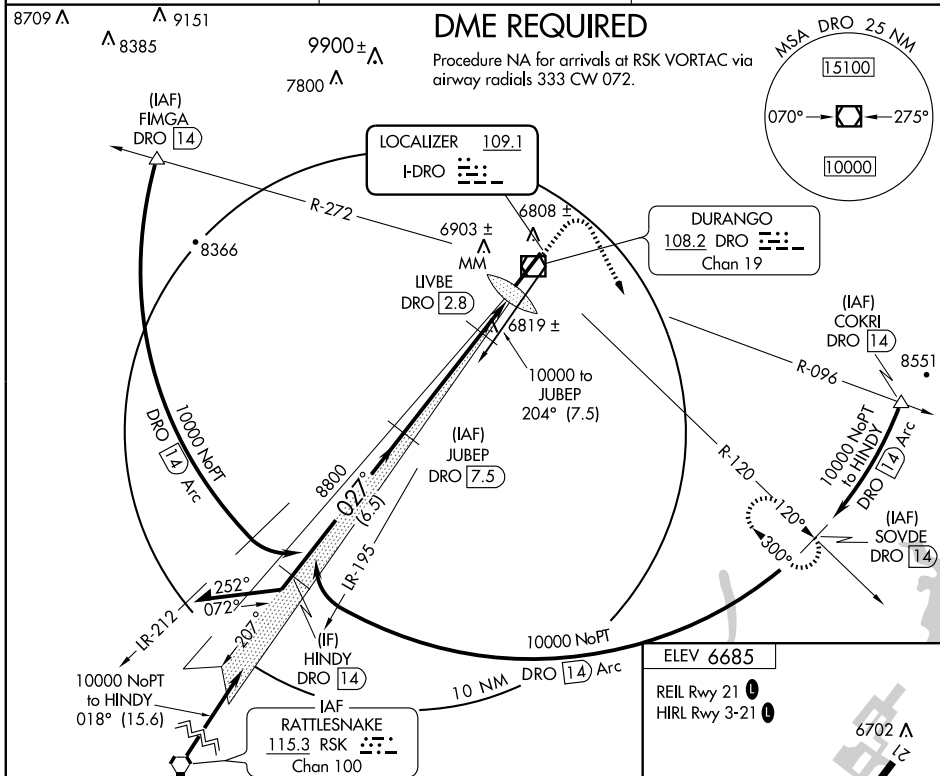 8709
9151
8385
9900±
7800
DME REQUIRED
Procedure NA for arrivals at RSK VORTAC via
airway radials 333 CW 072.
MSA DRO 25 NM
15100
070°
275°
10000
(IAF)
FIMGA
DRO 14
LOCALIZER 109.1
I-DRO
R-272
8366
6903 ±
MM
6808 ±
DURANGO
108.2 DRO
Chan 19
LIVBE
DRO 2.8
6819 ±
10000 to
JUBEP
204° (7.5)
(IAF)
COKRI
DRO 14
8551
R-096
10000 NoPT
to HINDY
DRO 14 Arc
R-120
120°
300°
(IAF)
SOVDE
DRO 14
10000 NoPT
DRO 14 Arc
(IAF)
JUBEP
DRO 7.5
8800
027°
(6.5)
LR-195
252°
072°
LR-212
207°
(IF)
HINDY
DRO 14
10000 NoPT
DRO 14 Arc
10 NM
10000 NoPT
to HINDY
018° (15.6)
IAF
RATTLESNAKE
115.3 RSK
Chan 100
ELEV 6685
REIL Rwy 21 L
HIRL Rwy 3-21 L
6702
21